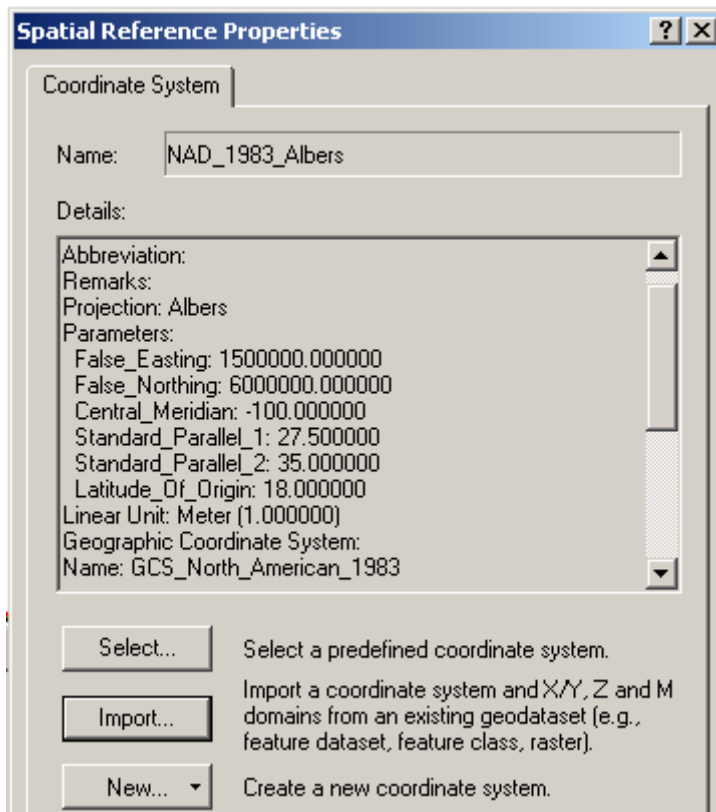 Spatial Reference Properties
Coordinate System
Name: NAD_1983_Albers
Details:
Abbreviation:
Remarks:
Projection: Albers
Parameters:
False_Easting: 1500000.000000
False_Northing: 6000000.000000
Central_Meridian: -100.000000
Standard_Parallel_1: 27.500000
Standard_Parallel_2: 35.000000
Latitude_Of_Origin: 18.000000
Linear Unit: Meter (1.000000)
Geographic Coordinate System:
Name: GCS_North_American_1983
Select... Select a predefined coordinate system.
Import a coordinate system and X/Y, Z and M
Import... domains from an existing geodataset (e.g.,
feature dataset, feature class, raster).
New... Create a new coordinate system.